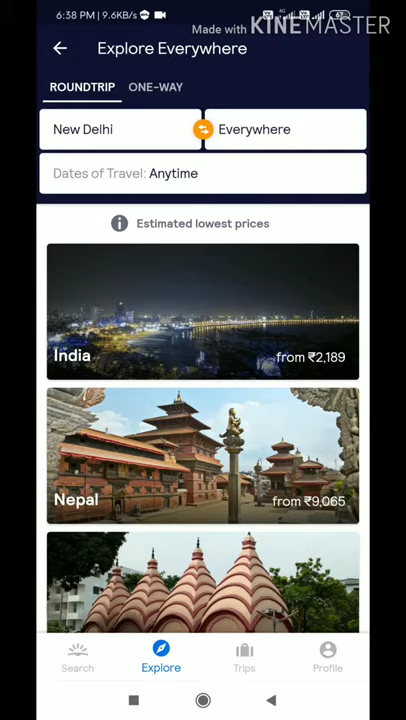 6:38 PM | 9.6KB/s
Made with KINEMASTER
Explore Everywhere
ROUNDTRIP ONE-WAY
New Delhi Everywhere
Dates of Travel: Anytime
Estimated lowest prices
India from ₹2,189
Nepal from ₹9,065
Search Explore Trips Profile